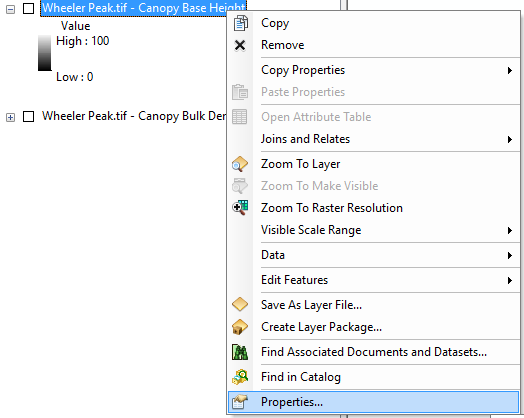 Wheeler Peak.tif - Canopy Base Height
Value
High : 100
Low : 0
Wheeler Peak.tif - Canopy Bulk
Copy
Remove
Copy Properties
Paste Properties
Open Attribute Table
Joins and Relates
Zoom To Layer
Zoom To Make Visible
Zoom To Raster Resolution
Visible Scale Range
Data
Edit Features
Save As Layer File...
Create Layer Package...
Find Associated Documents and Datasets...
Find in Catalog
Properties...